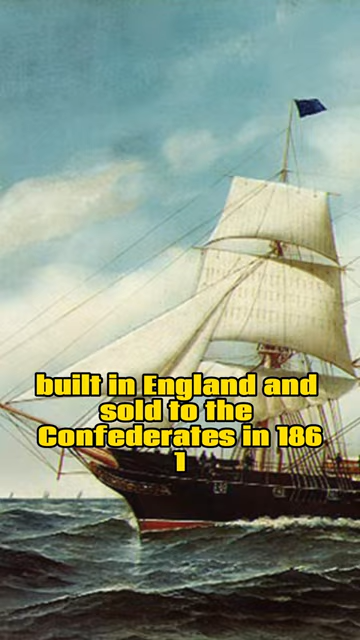 built in England and
sold to the
Confederates in 186
1